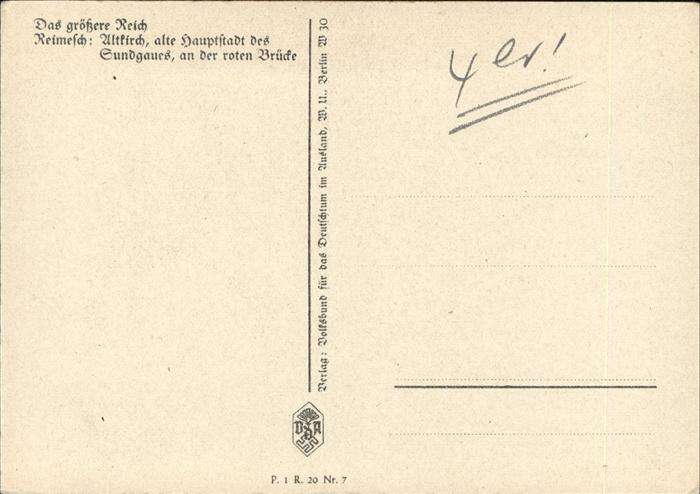 Das größere Reich
Reimesch: Altkirch, alte Hauptstadt des
Sundgaues, an der roten Brücke
Verlag: Volksbund für das Deutschtum im Ausland, W. U., Berlin W 30
VDA
P. 1 R. 20 Nr. 7